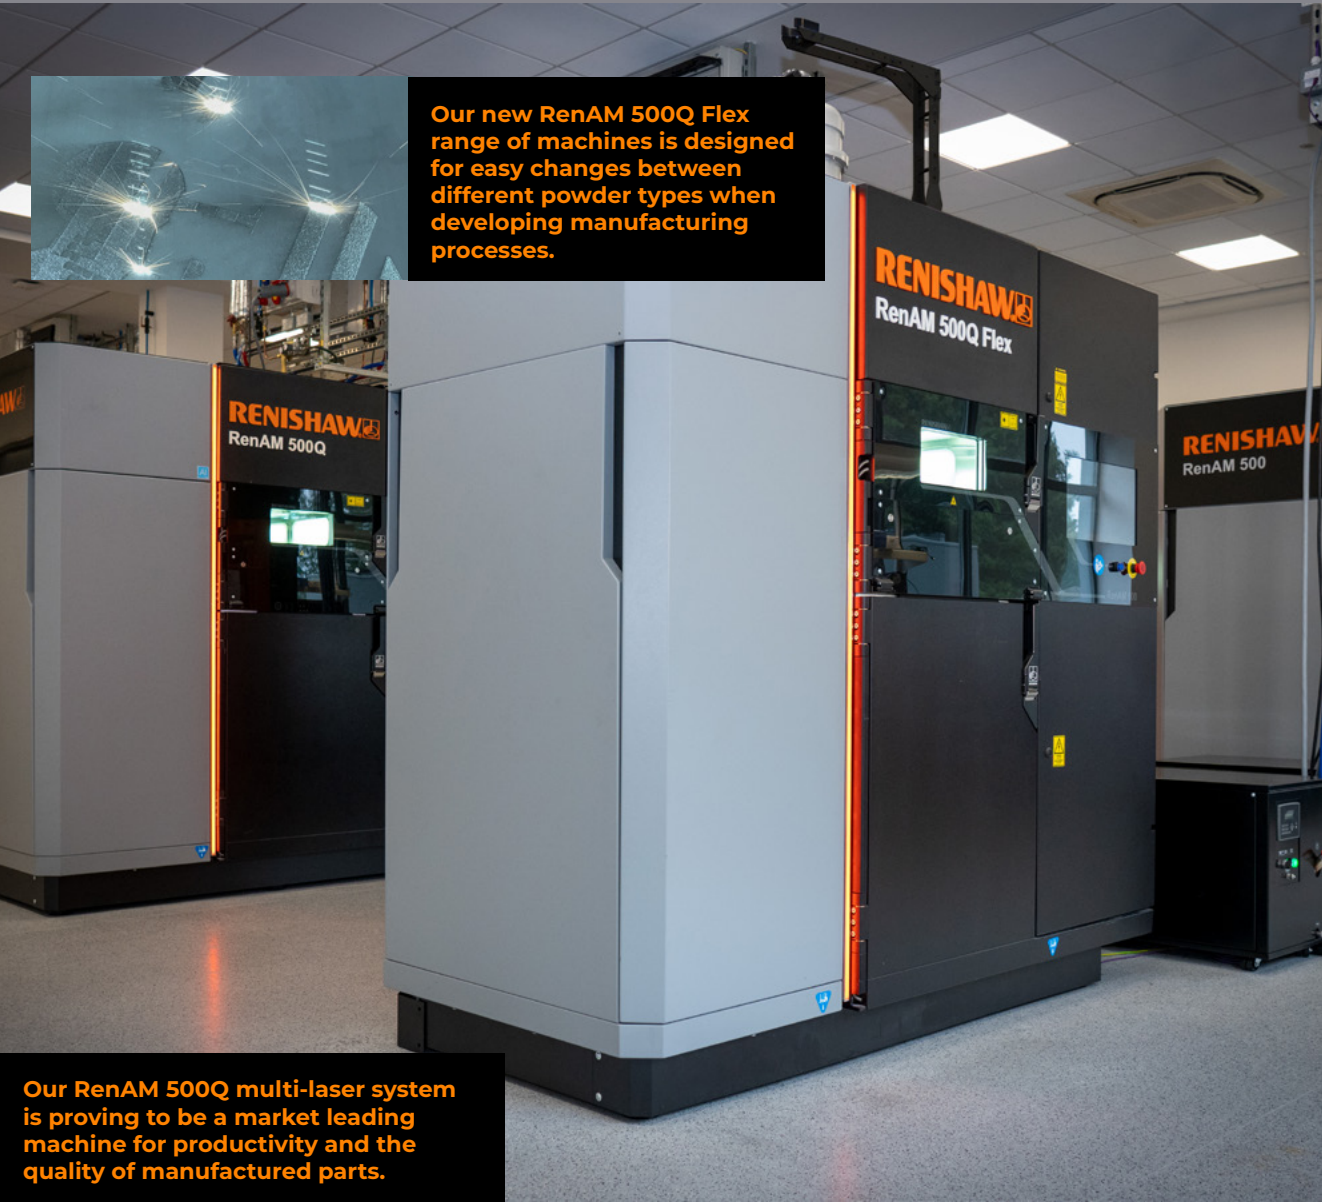 Our new RenAM 500Q Flex
range of machines is designed
for easy changes between
different powder types when
developing manufacturing
processes.
RENISHAW
RenAM 500Q Flex
RENISHAW
RenAM 500Q
RENISHAW
RenAM 500
Our RenAM 500Q multi-laser system
is proving to be a market leading
machine for productivity and the
quality of manufactured parts.